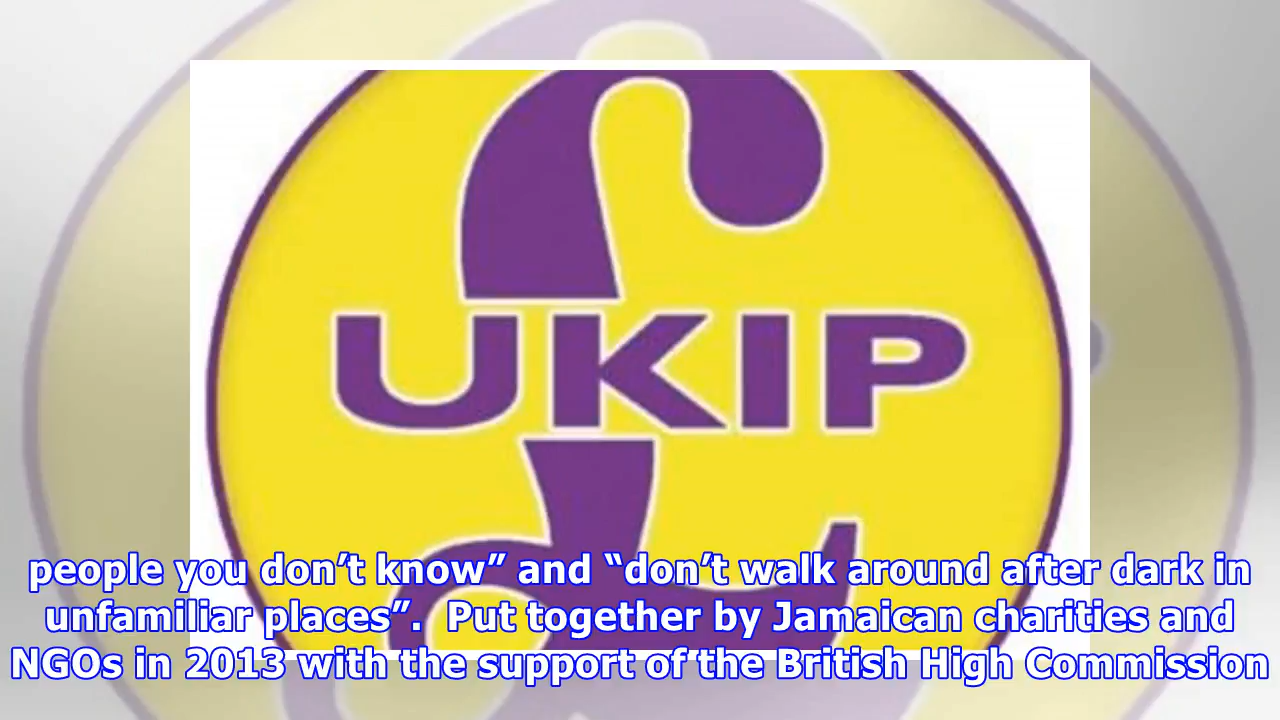 UKIP
people you don’t know” and “don’t walk around after dark in
unfamiliar places”.  Put together by Jamaican charities and
NGOs in 2013 with the support of the British High Commission